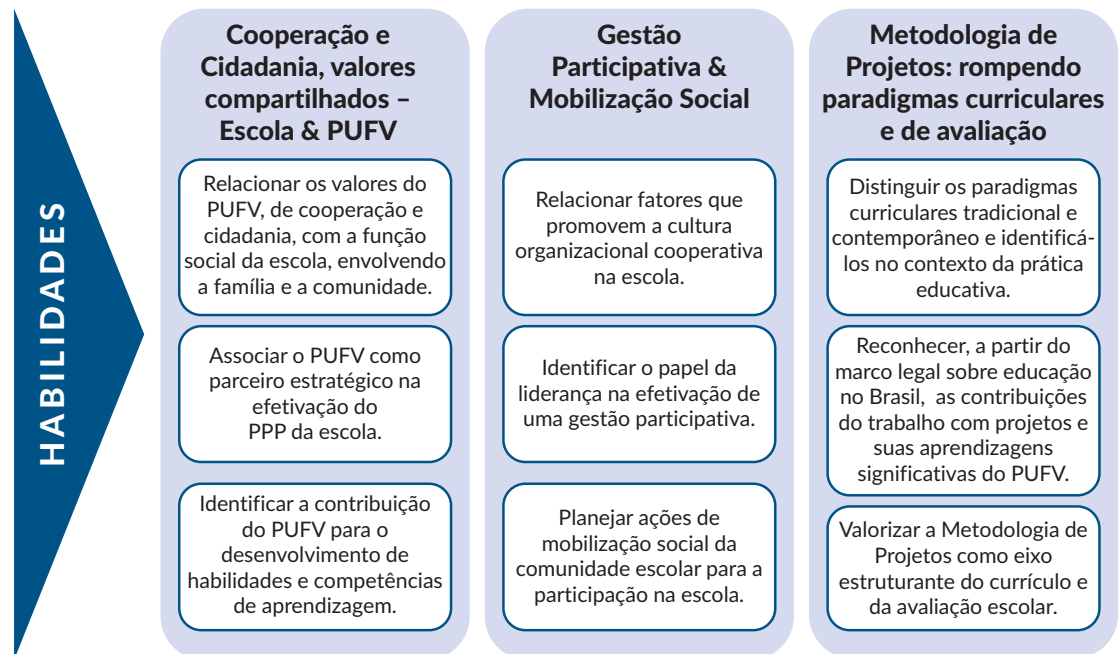 HABILIDADES
Cooperação e
Cidadania, valores
compartilhados –
Escola & PUFV
Relacionar os valores do
PUFV, de cooperação e
cidadania, com a função
social da escola, envolvendo
a família e a comunidade.
Associar o PUFV como
parceiro estratégico na
efetivação do
PPP da escola.
Identificar a contribuição
do PUFV para o
desenvolvimento de
habilidades e competências
de aprendizagem.
Gestão
Participativa &
Mobilização Social
Relacionar fatores que
promovem a cultura
organizacional cooperativa
na escola.
Identificar o papel da
liderança na efetivação de
uma gestão participativa.
Planejar ações de
mobilização social da
comunidade escolar para a
participação na escola.
Metodologia de
Projetos: rompendo
paradigmas curriculares
e de avaliação
Distinguir os paradigmas
curriculares tradicional e
contemporâneo e identificá-
los no contexto da prática
educativa.
Reconhecer, a partir do
marco legal sobre educação
no Brasil, as contribuições
do trabalho com projetos e
suas aprendizagens
significativas do PUFV.
Valorizar a Metodologia de
Projetos como eixo
estruturante do currículo e
da avaliação escolar.